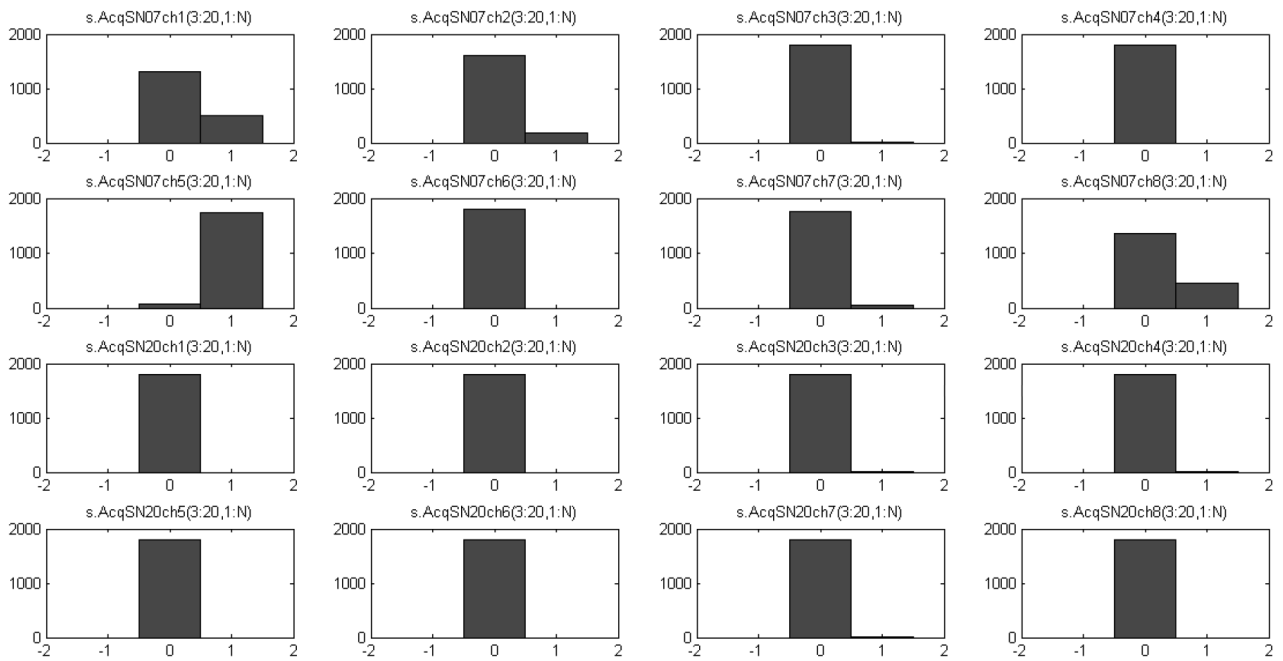 s.AcqSN07ch1(3:20,1:N) s.AcqSN07ch2(3:20,1:N) s.AcqSN07ch3(3:20,1:N) s.AcqSN07ch4(3:20,1:N)
2000 2000 2000 2000
1000 1000 1000 1000
0 0 0 0
-2 -1 0 1 2 -2 -1 0 1 2 -2 -1 0 1 2 -2 -1 0 1 2
s.AcqSN07ch5(3:20,1:N) s.AcqSN07ch6(3:20,1:N) s.AcqSN07ch7(3:20,1:N) s.AcqSN07ch8(3:20,1:N)
2000 2000 2000 2000
1000 1000 1000 1000
0 0 0 0
-2 -1 0 1 2 -2 -1 0 1 2 -2 -1 0 1 2 -2 -1 0 1 2
s.AcqSN20ch1(3:20,1:N) s.AcqSN20ch2(3:20,1:N) s.AcqSN20ch3(3:20,1:N) s.AcqSN20ch4(3:20,1:N)
2000 2000 2000 2000
1000 1000 1000 1000
0 0 0 0
-2 -1 0 1 2 -2 -1 0 1 2 -2 -1 0 1 2 -2 -1 0 1 2
s.AcqSN20ch5(3:20,1:N) s.AcqSN20ch6(3:20,1:N) s.AcqSN20ch7(3:20,1:N) s.AcqSN20ch8(3:20,1:N)
2000 2000 2000 2000
1000 1000 1000 1000
0 0 0 0
-2 -1 0 1 2 -2 -1 0 1 2 -2 -1 0 1 2 -2 -1 0 1 2